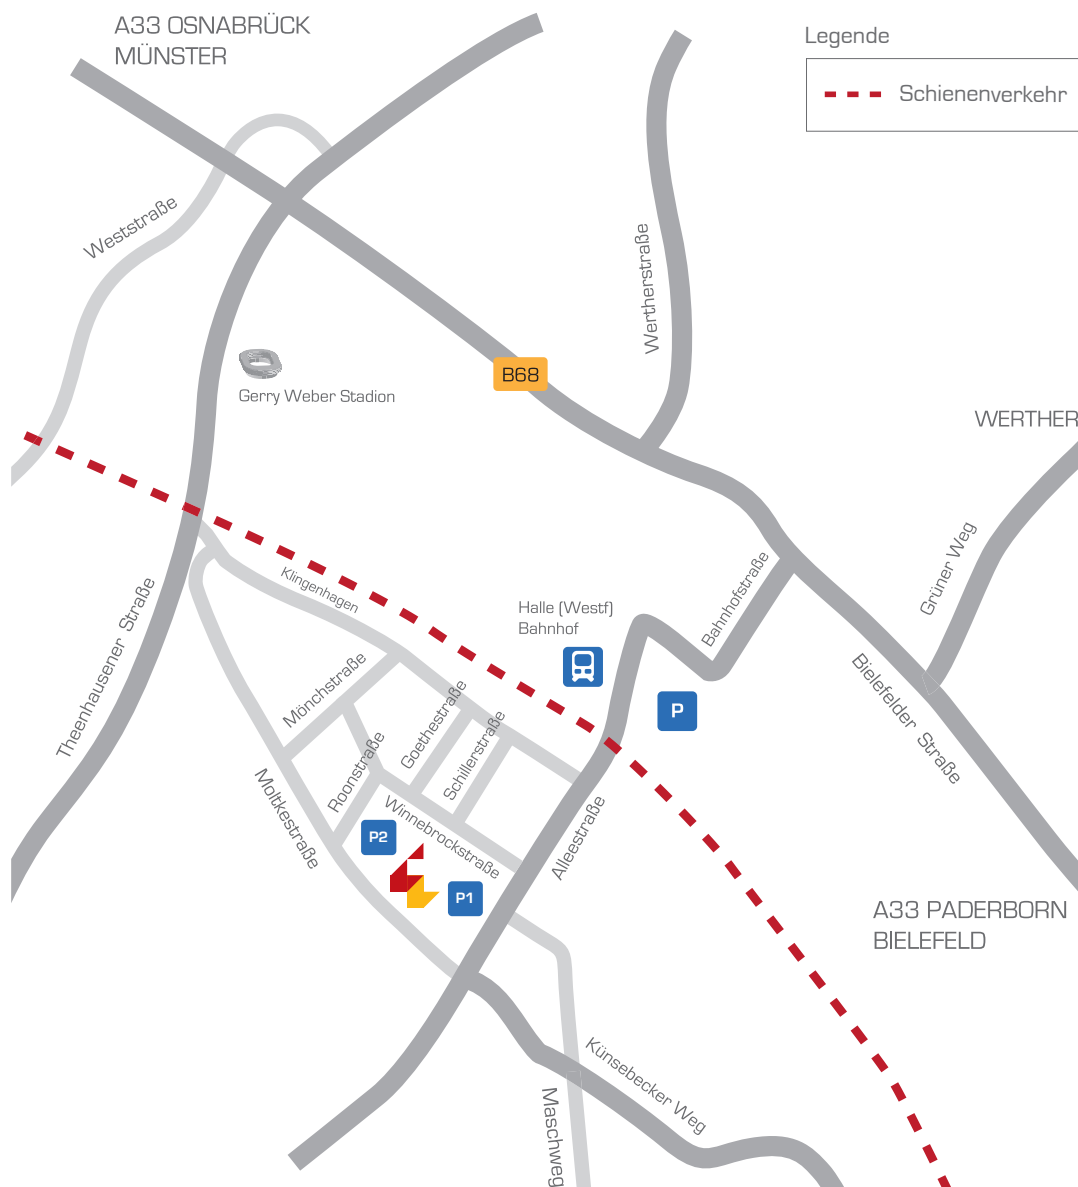 A33 OSNABRÜCK
MÜNSTER
Legende
Schienenverkehr
Weststraße
Wertherstraße
B68
Gerry Weber Stadion
WERTHER
Grüner Weg
Klingenhagen
Bahnhofstraße
Halle (Westf)
Bahnhof
Theenhausener Straße
Mönchstraße
Goethestraße
Schillerstraße
P
Bielefelder Straße
Roonstraße
Moltkestraße
Winnebrockstraße
Alleestraße
P2
P1
A33 PADERBORN
BIELEFELD
Künsebecker Weg
Maschweg